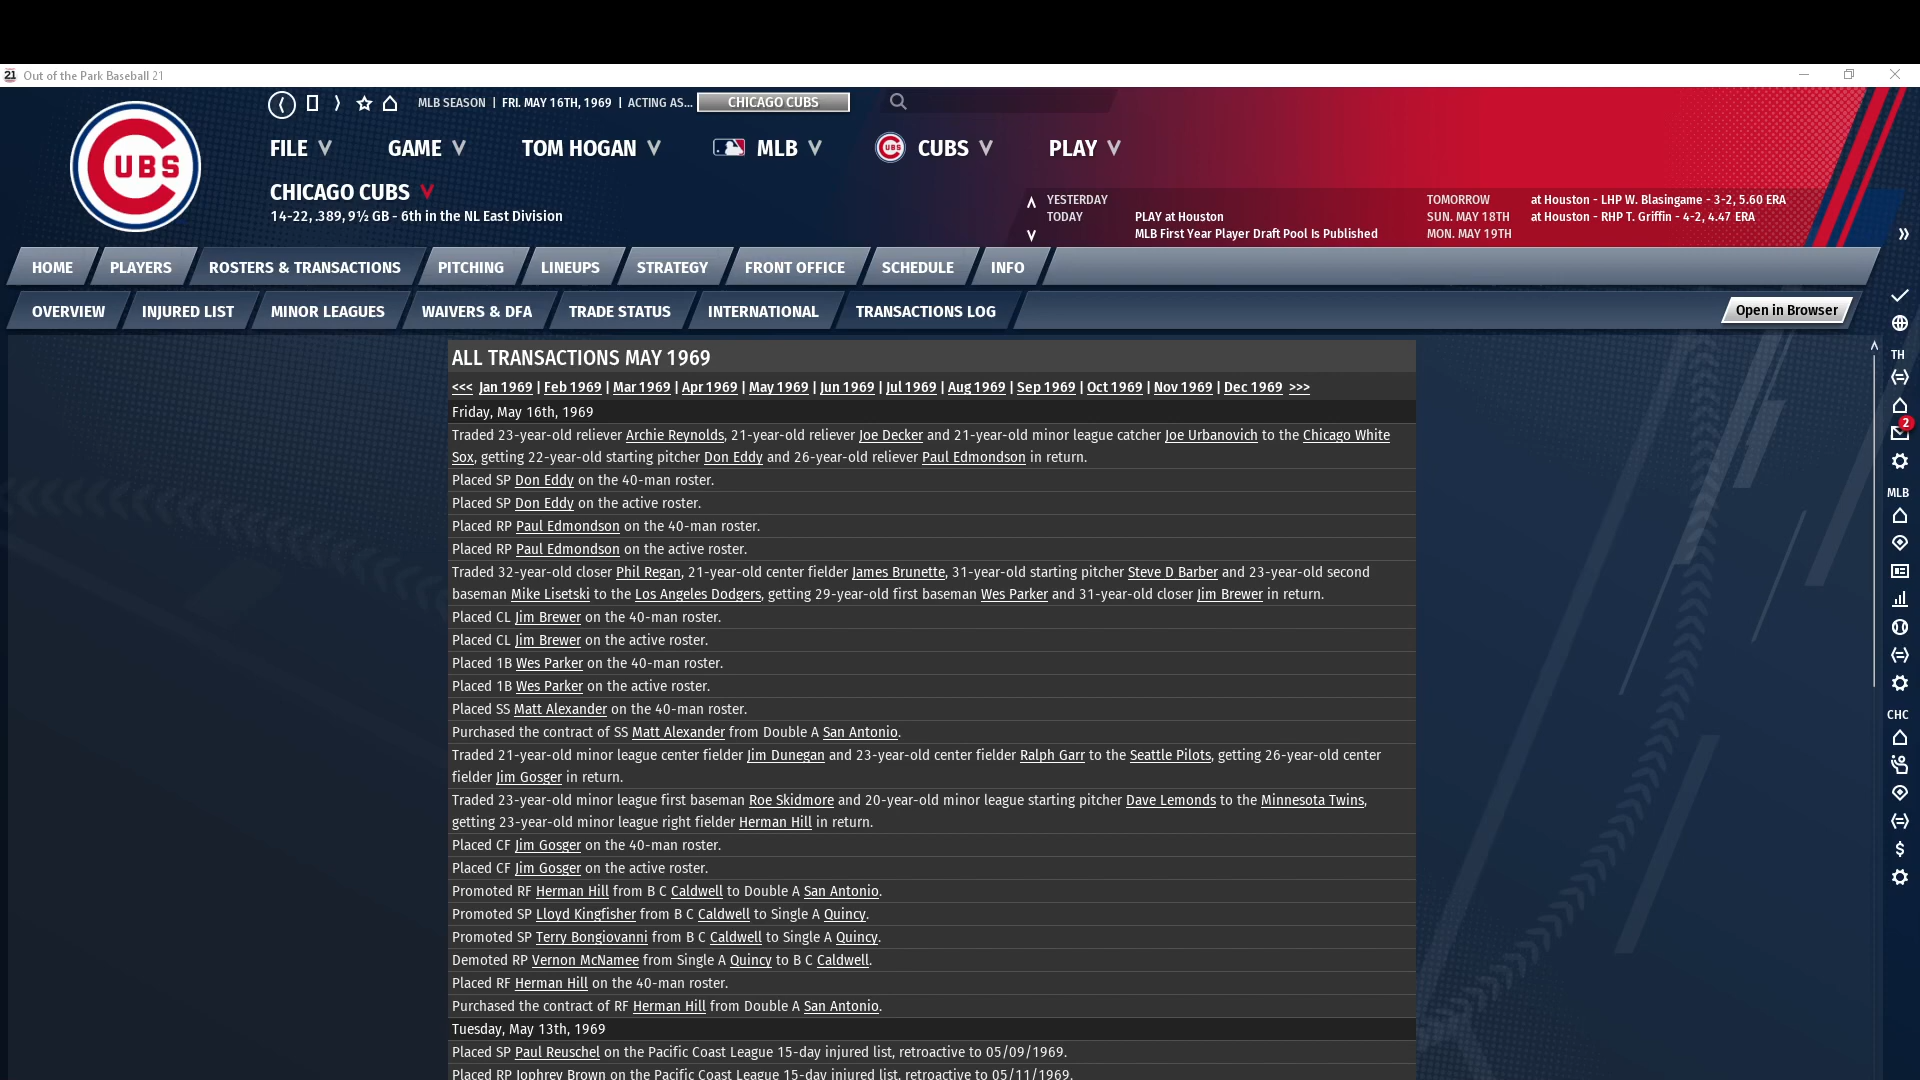 21 Out of the Park Baseball 21
MLB SEASON | FRI. MAY 16TH, 1969 | ACTING AS... CHICAGO CUBS
UBS
FILE GAME TOM HOGAN MLB CUBS PLAY
CHICAGO CUBS
14-22, .389, 9½ GB - 6th in the NL East Division
YESTERDAY
TODAY PLAY at Houston
MLB First Year Player Draft Pool Is Published
TOMORROW at Houston - LHP W. Blasingame - 3-2, 5.60 ERA
SUN. MAY 18TH at Houston - RHP T. Griffin - 4-2, 4.47 ERA
MON. MAY 19TH
HOME PLAYERS ROSTERS & TRANSACTIONS PITCHING LINEUPS STRATEGY FRONT OFFICE SCHEDULE INFO
OVERVIEW INJURED LIST MINOR LEAGUES WAIVERS & DFA TRADE STATUS INTERNATIONAL TRANSACTIONS LOG Open in Browser
ALL TRANSACTIONS MAY 1969
<<< Jan 1969 | Feb 1969 | Mar 1969 | Apr 1969 | May 1969 | Jun 1969 | Jul 1969 | Aug 1969 | Sep 1969 | Oct 1969 | Nov 1969 | Dec 1969 >>>
Friday, May 16th, 1969
Traded 23-year-old reliever Archie Reynolds, 21-year-old reliever Joe Decker and 21-year-old minor league catcher Joe Urbanovich to the Chicago White
Sox, getting 22-year-old starting pitcher Don Eddy and 26-year-old reliever Paul Edmondson in return.
Placed SP Don Eddy on the 40-man roster.
Placed SP Don Eddy on the active roster.
Placed RP Paul Edmondson on the 40-man roster.
Placed RP Paul Edmondson on the active roster.
Traded 32-year-old closer Phil Regan, 21-year-old center fielder James Brunette, 31-year-old starting pitcher Steve D Barber and 23-year-old second
baseman Mike Lisetski to the Los Angeles Dodgers, getting 29-year-old first baseman Wes Parker and 31-year-old closer Jim Brewer in return.
Placed CL Jim Brewer on the 40-man roster.
Placed CL Jim Brewer on the active roster.
Placed 1B Wes Parker on the 40-man roster.
Placed 1B Wes Parker on the active roster.
Placed SS Matt Alexander on the 40-man roster.
Purchased the contract of SS Matt Alexander from Double A San Antonio.
Traded 21-year-old minor league center fielder Jim Dunegan and 23-year-old center fielder Ralph Garr to the Seattle Pilots, getting 26-year-old center
fielder Jim Gosger in return.
Traded 23-year-old minor league first baseman Roe Skidmore and 20-year-old minor league starting pitcher Dave Lemonds to the Minnesota Twins,
getting 23-year-old minor league right fielder Herman Hill in return.
Placed CF Jim Gosger on the 40-man roster.
Placed CF Jim Gosger on the active roster.
Promoted RF Herman Hill from B C Caldwell to Double A San Antonio.
Promoted SP Lloyd Kingfisher from B C Caldwell to Single A Quincy.
Promoted SP Terry Bongiovanni from B C Caldwell to Single A Quincy.
Demoted RP Vernon McNamee from Single A Quincy to B C Caldwell.
Placed RF Herman Hill on the 40-man roster.
Purchased the contract of RF Herman Hill from Double A San Antonio.
Tuesday, May 13th, 1969
Placed SP Paul Reuschel on the Pacific Coast League 15-day injured list, retroactive to 05/09/1969.
Placed RP Jophrey Brown on the Pacific Coast League 15-day injured list, retroactive to 05/11/1969.
TH
2
MLB
CHC